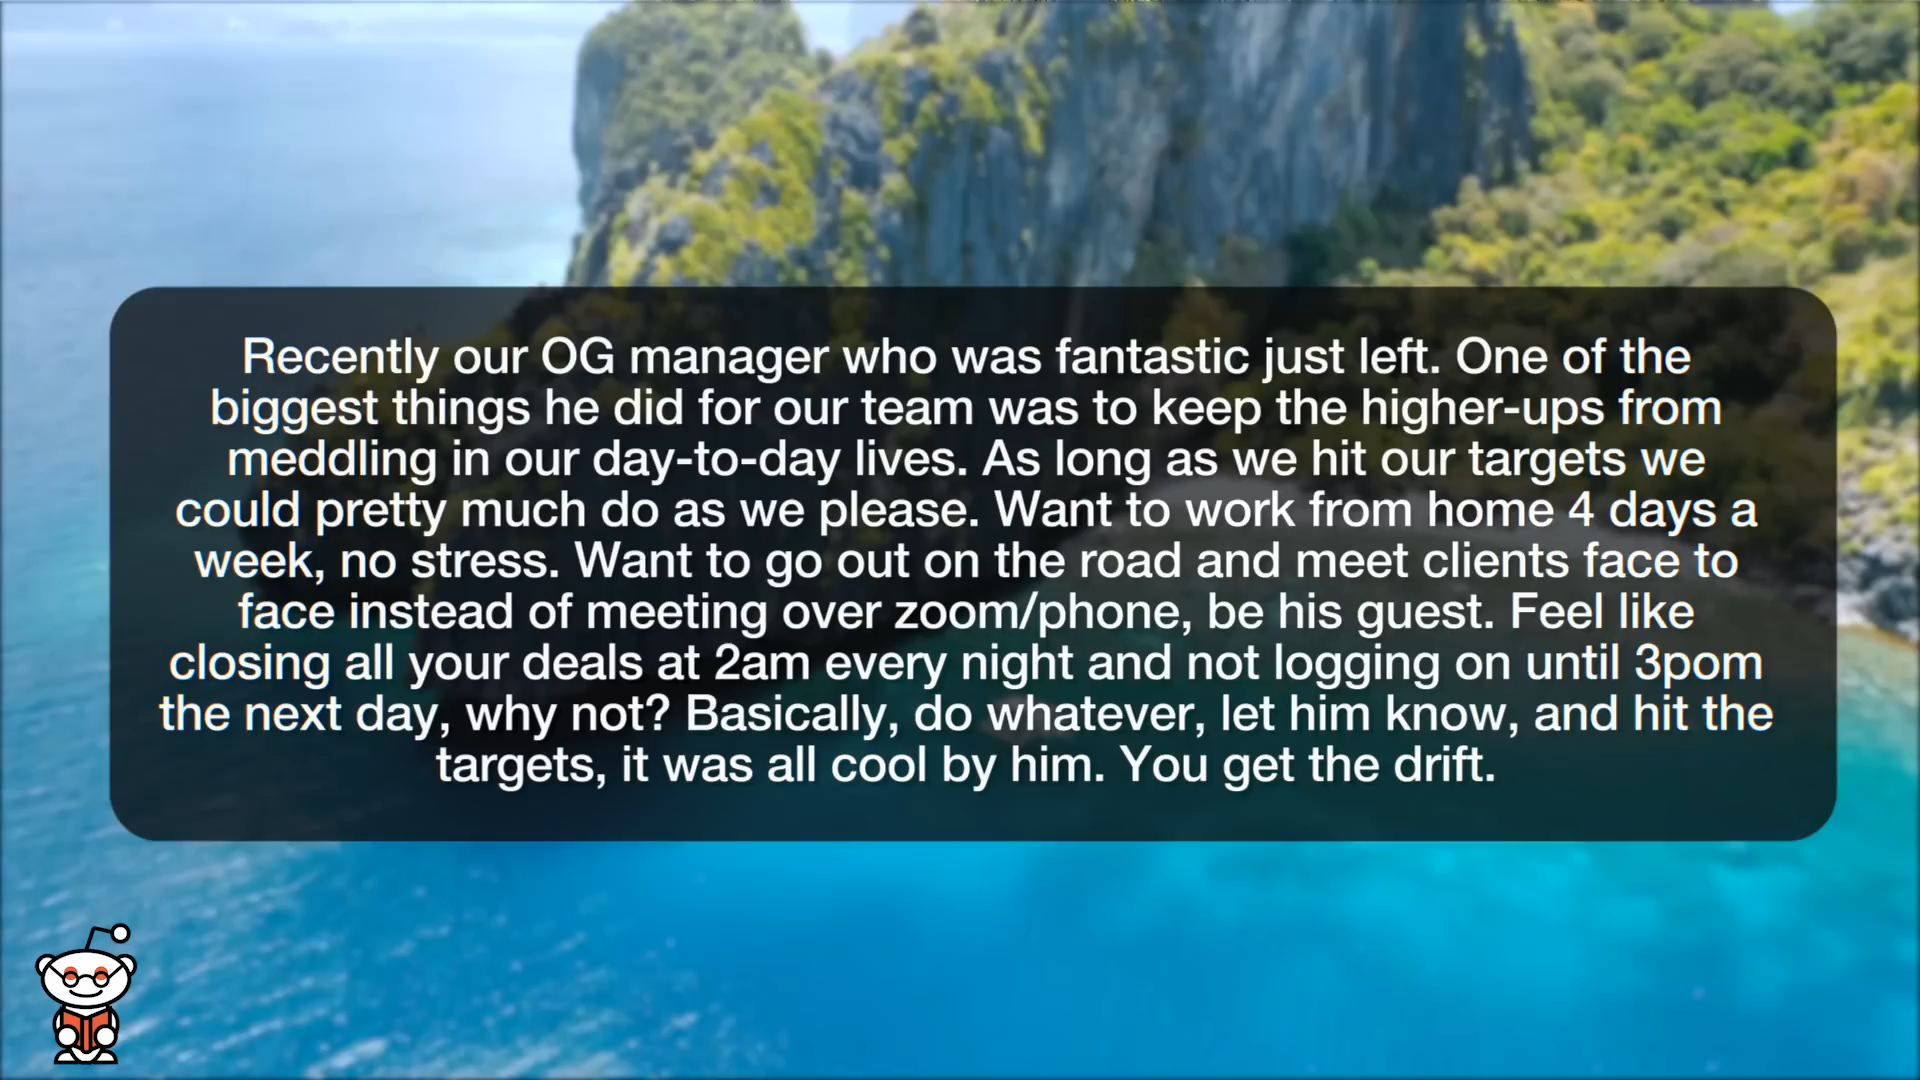 Recently our OG manager who was fantastic just left. One of the
biggest things he did for our team was to keep the higher-ups from
meddling in our day-to-day lives. As long as we hit our targets we
could pretty much do as we please. Want to work from home 4 days a
week, no stress. Want to go out on the road and meet clients face to
face instead of meeting over zoom/phone, be his guest. Feel like
closing all your deals at 2am every night and not logging on until 3pom
the next day, why not? Basically, do whatever, let him know, and hit the
targets, it was all cool by him. You get the drift.